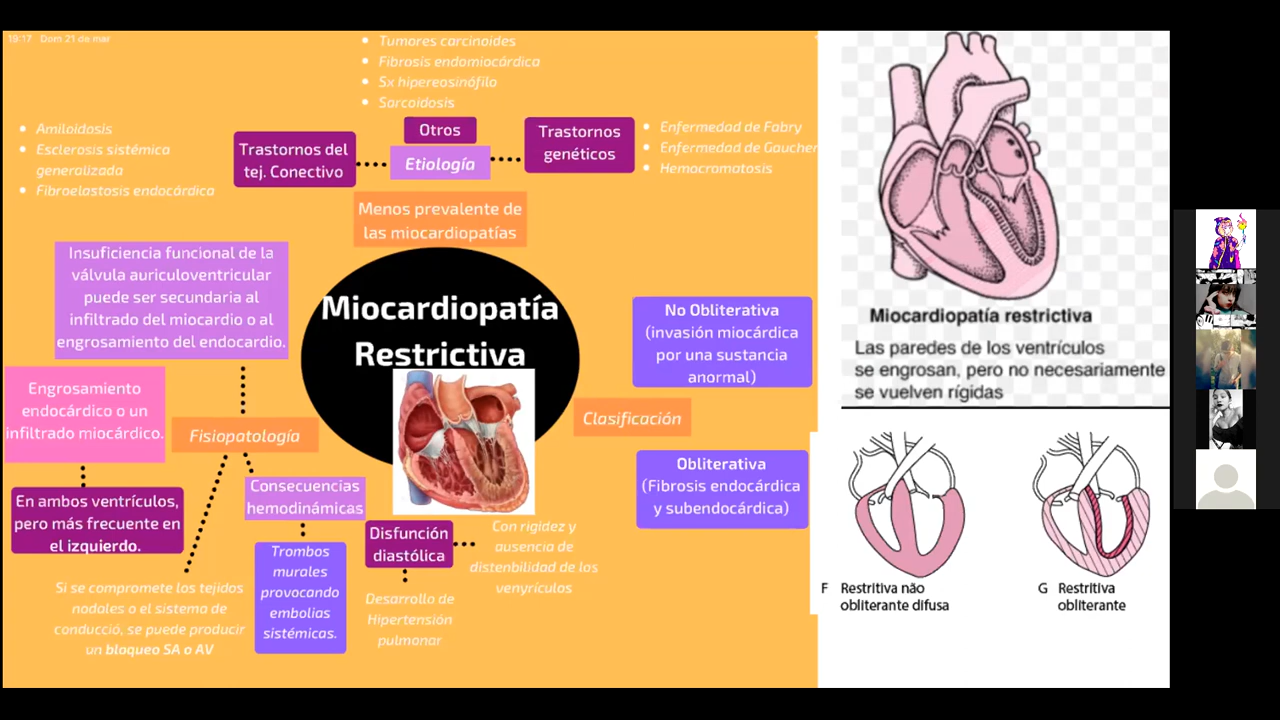 19:17 Dom 21 de mar
Tumores carcinoides
Fibrosis endomiocárdica
Sx hipereosinófilo
Sarcoidosis
Otros
Etiología
Trastornos del
tej. Conectivo
Amiloidosis
Esclerosis sistémica
generalizada
Fibroelastosis endocárdica
Trastornos
genéticos
Enfermedad de Fabry
Enfermedad de Gaucher
Hemocromatosis
Menos prevalente de
las miocardiopatías
Miocardiopatía
Restrictiva
Insuficiencia funcional de la
válvula auriculoventricular
puede ser secundaria al
infiltrado del miocardio o al
engrosamiento del endocardio.
Engrosamiento
endocárdico o un
infiltrado miocárdico.
Fisiopatología
En ambos ventrículos,
pero más frecuente en
el izquierdo.
Si se compromete los tejidos
nodales o el sistema de
conducció, se puede producir
un bloqueo SA o AV
Consecuencias
hemodinámicas
Trombos
murales
provocando
embolias
sistémicas.
Disfunción
diastólica
Con rigidez y
ausencia de
distenbilidad de los
venyrículos
Desarrollo de
Hipertensión
pulmonar
Clasificación
No Obliterativa
(invasión miocárdica
por una sustancia
anormal)
Obliterativa
(Fibrosis endocárdica
y subendocárdica)
Miocardiopatía restrictiva
Las paredes de los ventrículos
se engrosan, pero no necesariamente
se vuelven rígidas
F Restritiva não
obliterante difusa
G Restritiva
obliterante